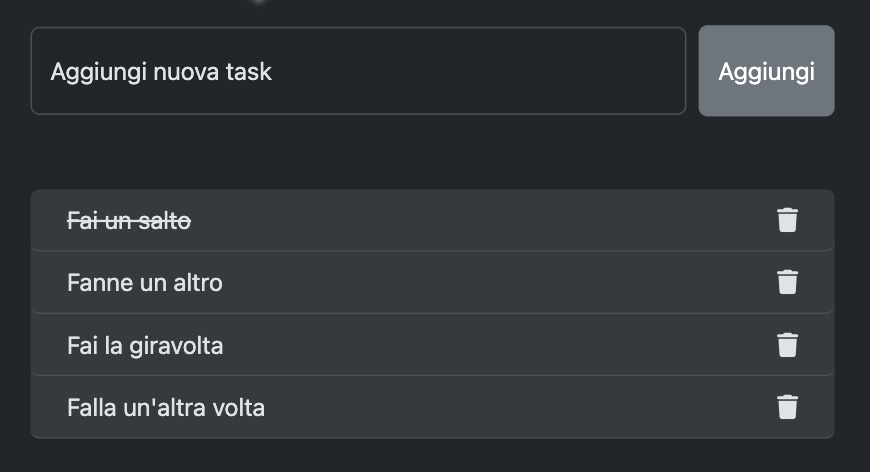 Aggiungi nuova task
Aggiungi
Fai un salto
Fanne un altro
Fai la giravolta
Falla un'altra volta